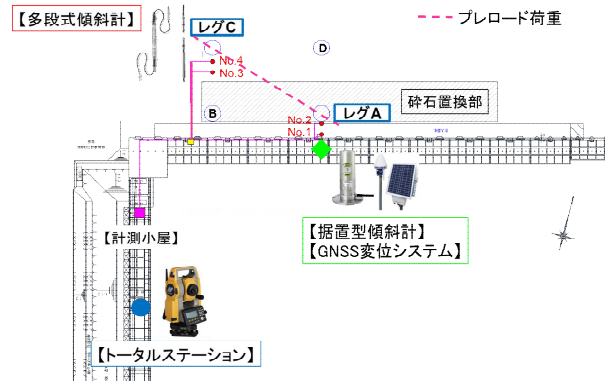 【多段式傾斜計】
レグC
プレロード荷重
D
No.4
No.3
砕石置換部
B
レグA
No.2
No.1
【据置型傾斜計】
【GNSS変位システム】
【計測小屋】
【トータルステーション】